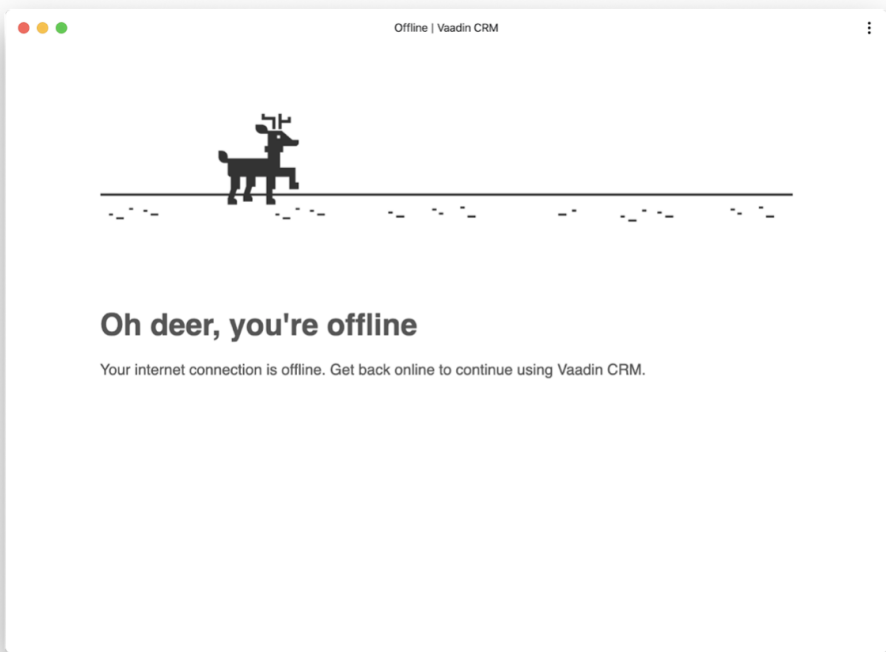 Offline | Vaadin CRM
Oh deer, you're offline
Your internet connection is offline. Get back online to continue using Vaadin CRM.